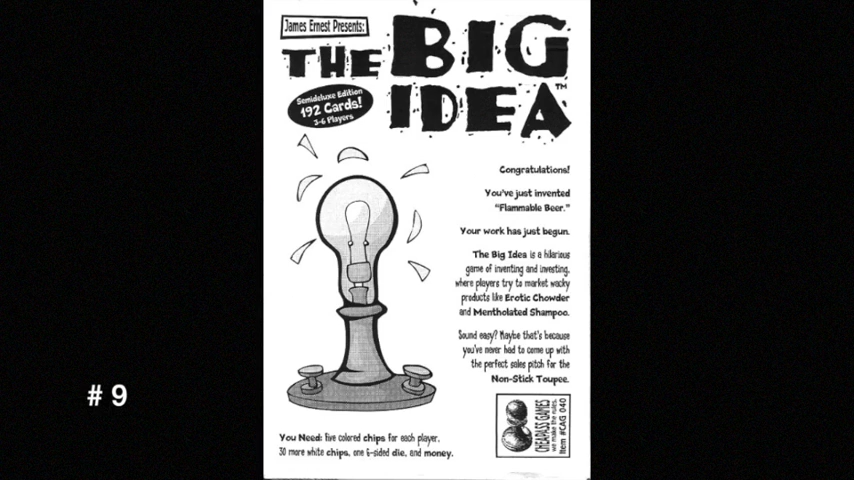 James Ernest Presents:
THE BIG
IDEA™
Semideluxe Edition
192 Cards!
3-6 Players
Congratulations!
You've just invented
“Flammable Beer.”
Your work has just begun.
The Big Idea is a hilarious
game of inventing and investing,
where players try to market wacky
products like Erotic Chowder
and Mentholated Shampoo.
Sound easy? Maybe that's because
you've never had to come up with
the perfect sales pitch for the
Non-Stick Toupee.
# 9
CHEAPASS GAMES
we make the rules.
Item #CAG 040
You Need: five colored chips for each player,
30 more white chips, one 6-sided die, and money.